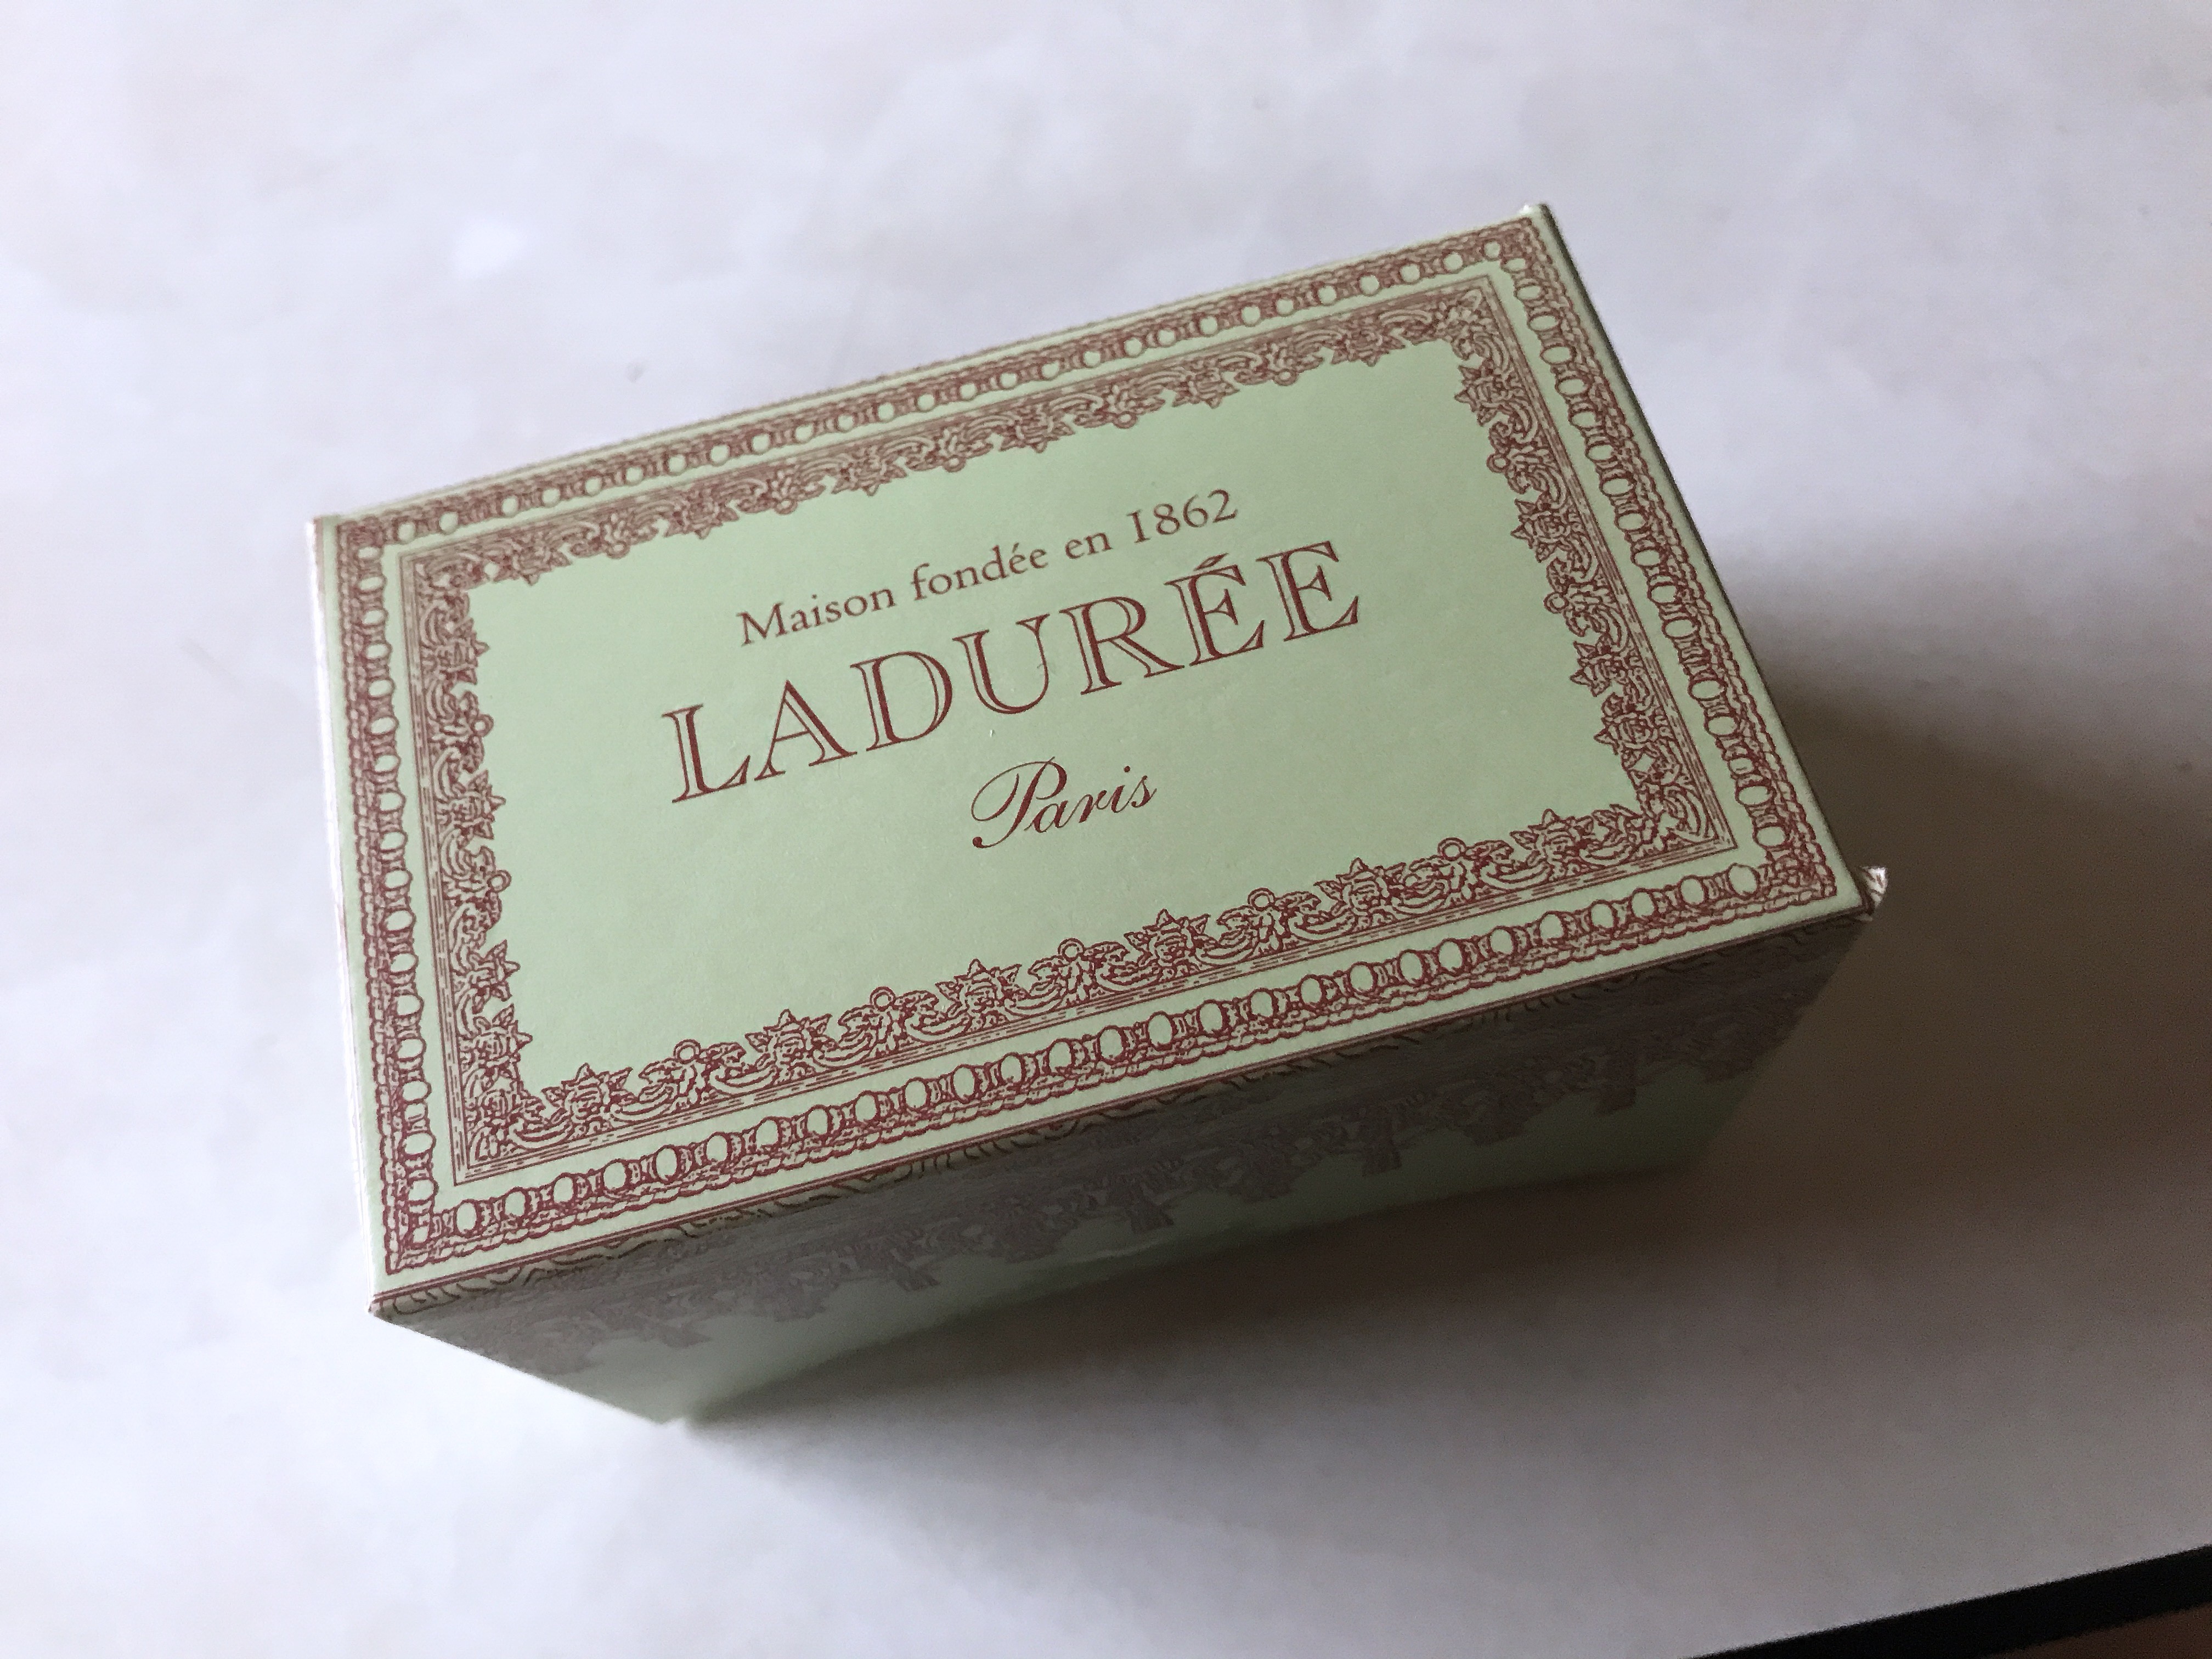 Maison fondée en 1862
LADURÉE
Paris